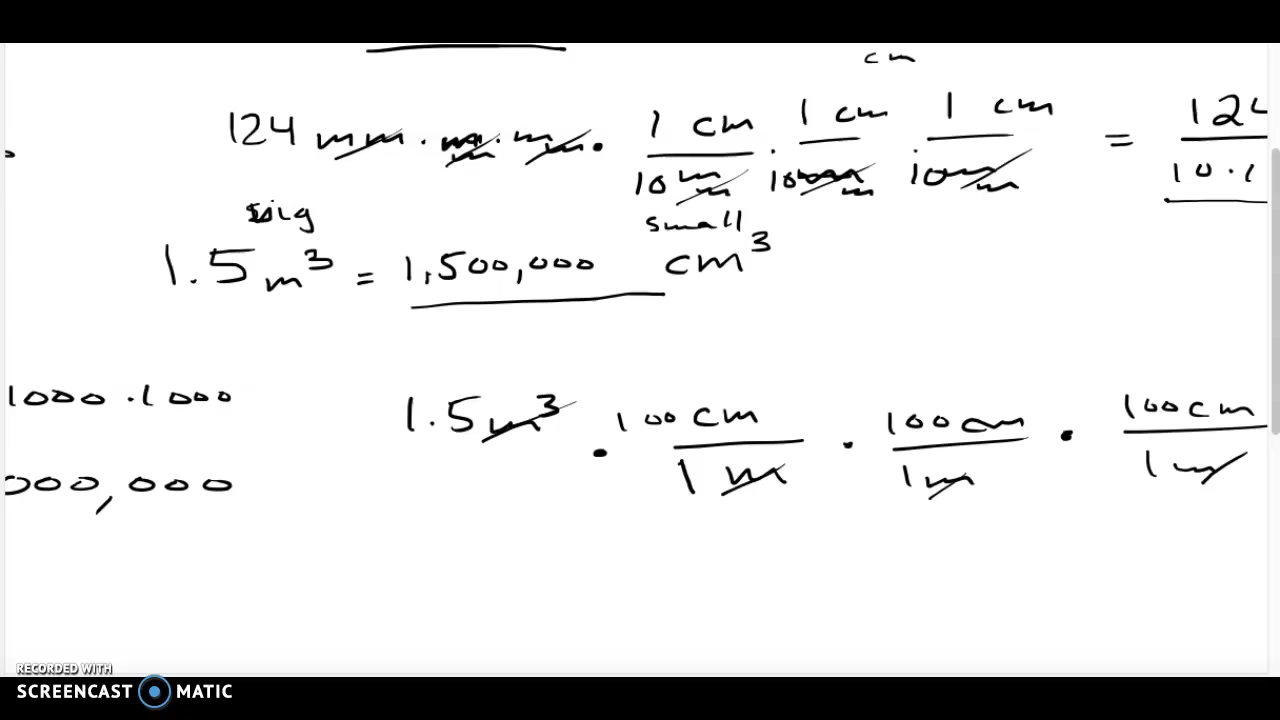 cm
124 mm · mm · mm · 1 cm/10 mm · 1 cm/10 mm · 1 cm/10 mm = 124/10·1
big small
1.5 m³ = 1,500,000 cm³
1000 · 1000
1.5 m³ · 100 cm/1 m · 100 cm/1 m · 100 cm/1 m
000,000
RECORDED WITH
SCREENCAST MATIC